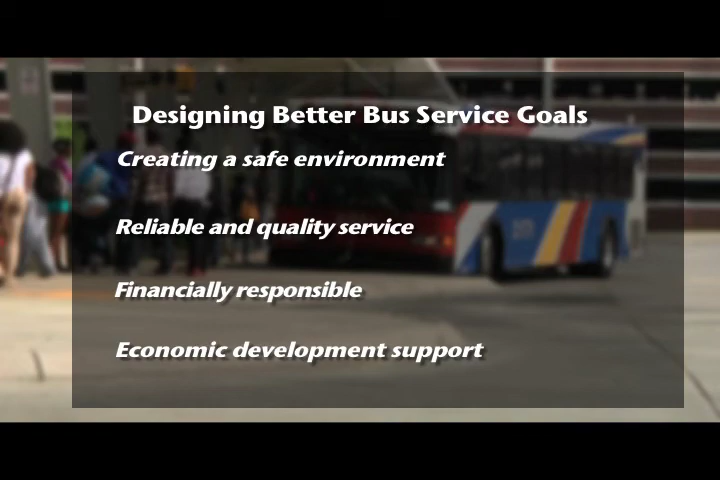 Designing Better Bus Service Goals
Creating a safe environment
Reliable and quality service
Financially responsible
Economic development support